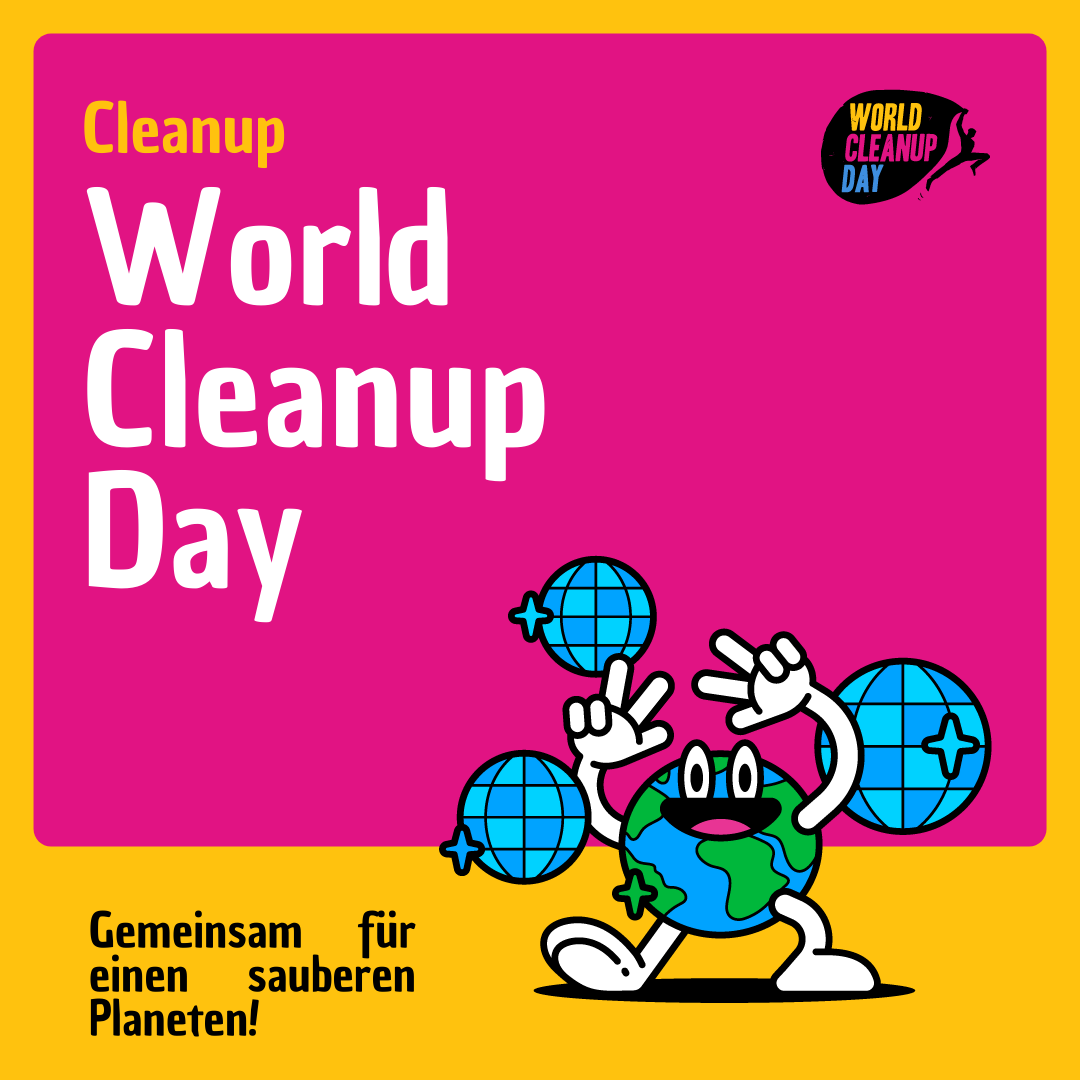 Cleanup
World
Cleanup
Day
WORLD
CLEANUP
DAY
Gemeinsam für
einen sauberen
Planeten!